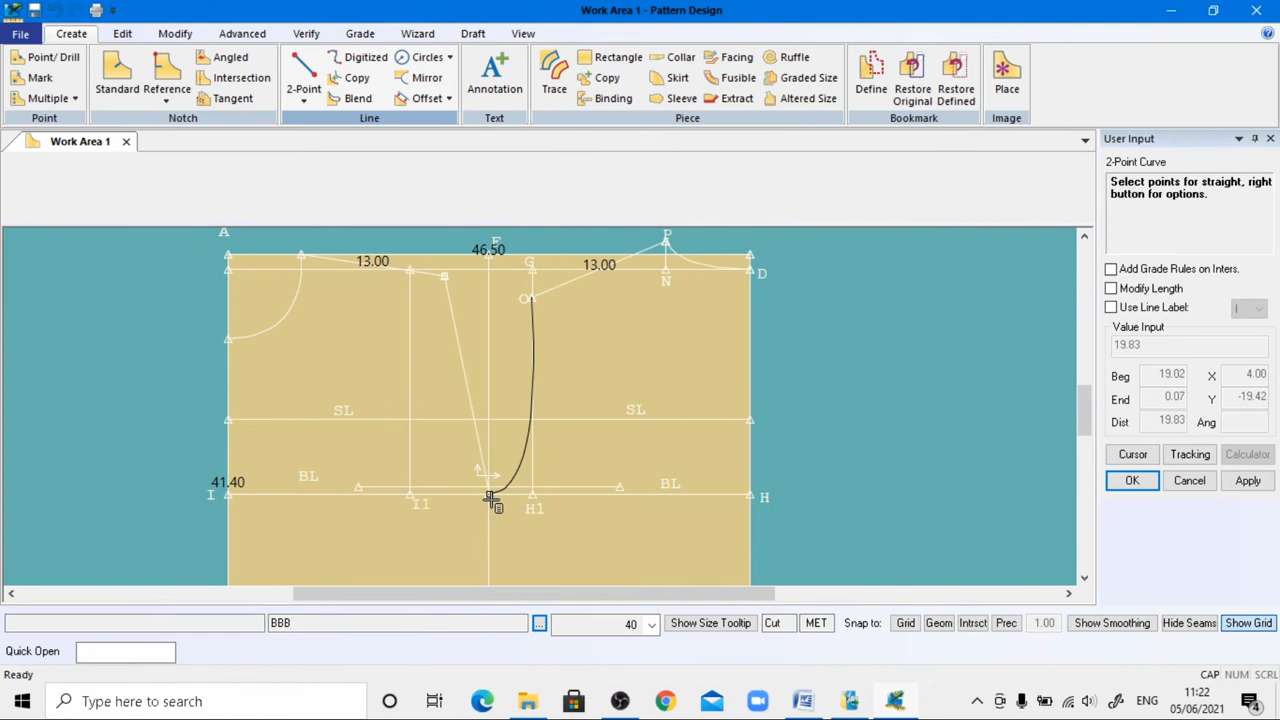 Work Area 1 - Pattern Design
File Create Edit Modify Advanced Verify Grade Wizard Draft View
Point/ Drill
Mark
Multiple
Point
Standard
Reference
Angled
Intersection
Tangent
Notch
2-Point
Digitized
Copy
Blend
Circles
Mirror
Offset
Line
Annotation
Text
Trace
Rectangle
Copy
Binding
Collar
Skirt
Sleeve
Facing
Fusible
Extract
Ruffle
Graded Size
Altered Size
Piece
Define
Restore Original
Restore Defined
Bookmark
Place
Image
Work Area 1
User Input
2-Point Curve
Select points for straight, right
button for options.
Add Grade Rules on Inters.
Modify Length
Use Line Label: I
Value Input
19.83
Beg 19.02 X 4.00
End 0.07 Y -19.42
Dist 19.83 Ang
Cursor Tracking Calculator
OK Cancel Apply
A
P
46.50
13.00
G
13.00
D
N
O
SL
SL
BL
41.40
BL
I
H
I1
H1
BBB ... 40 Show Size Tooltip Cut MET Snap to: Grid Geom Intrsct Prec 1.00 Show Smoothing Hide Seams Show Grid
Quick Open
Ready
CAP NUM SCRL
Type here to search
ENG
11:22
05/06/2021
4